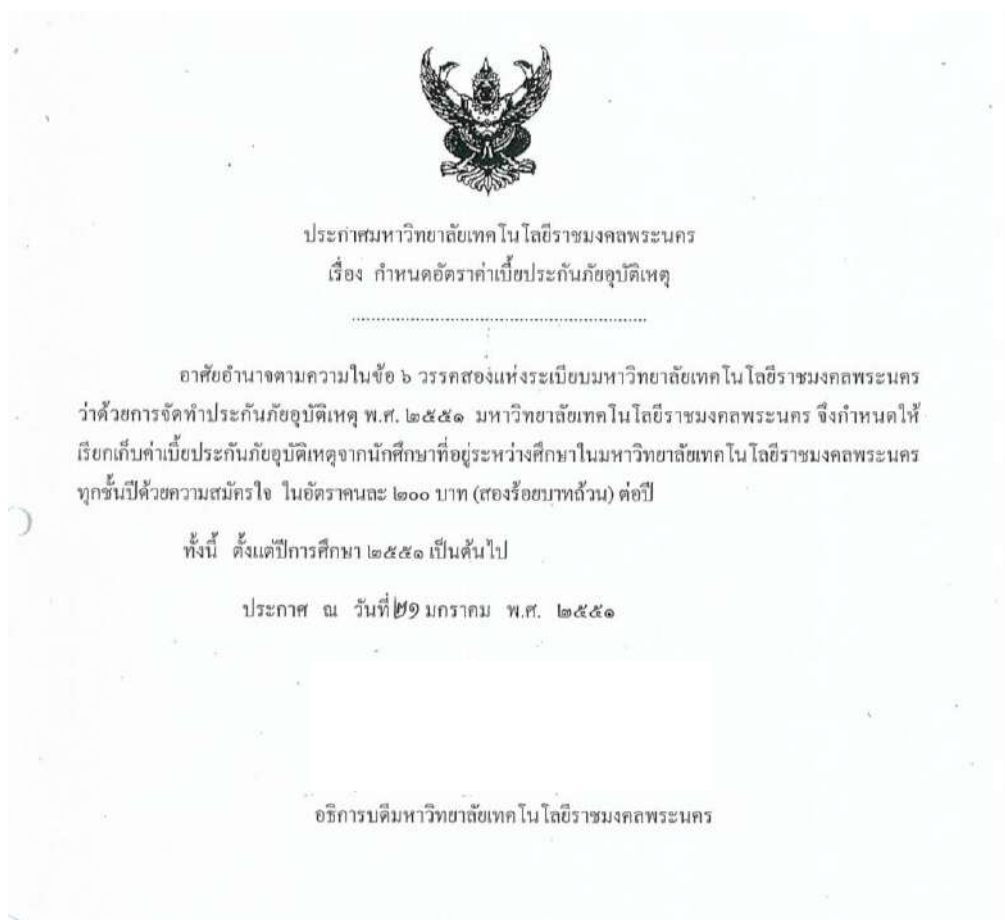 ประกาศมหาวิทยาลัยเทคโนโลยีราชมงคลพระนคร
เรื่อง กำหนดอัตราค่าเบี้ยประกันภัยอุบัติเหตุ
อาศัยอำนาจตามความในข้อ ๖ วรรคสองแห่งระเบียบมหาวิทยาลัยเทคโนโลยีราชมงคลพระนคร
ว่าด้วยการจัดทำประกันภัยอุบัติเหตุ พ.ศ. ๒๕๕๑ มหาวิทยาลัยเทคโนโลยีราชมงคลพระนคร จึงกำหนดให้
เรียกเก็บค่าเบี้ยประกันภัยอุบัติเหตุจากนักศึกษาที่อยู่ระหว่างศึกษาในมหาวิทยาลัยเทคโนโลยีราชมงคลพระนคร
ทุกชั้นปีด้วยความสมัครใจ ในอัตราคนละ ๒๐๐ บาท (สองร้อยบาทถ้วน) ต่อปี
ทั้งนี้ ตั้งแต่ปีการศึกษา ๒๕๕๑ เป็นต้นไป
ประกาศ ณ วันที่ ๒๑ มกราคม พ.ศ. ๒๕๕๑
อธิการบดีมหาวิทยาลัยเทคโนโลยีราชมงคลพระนคร